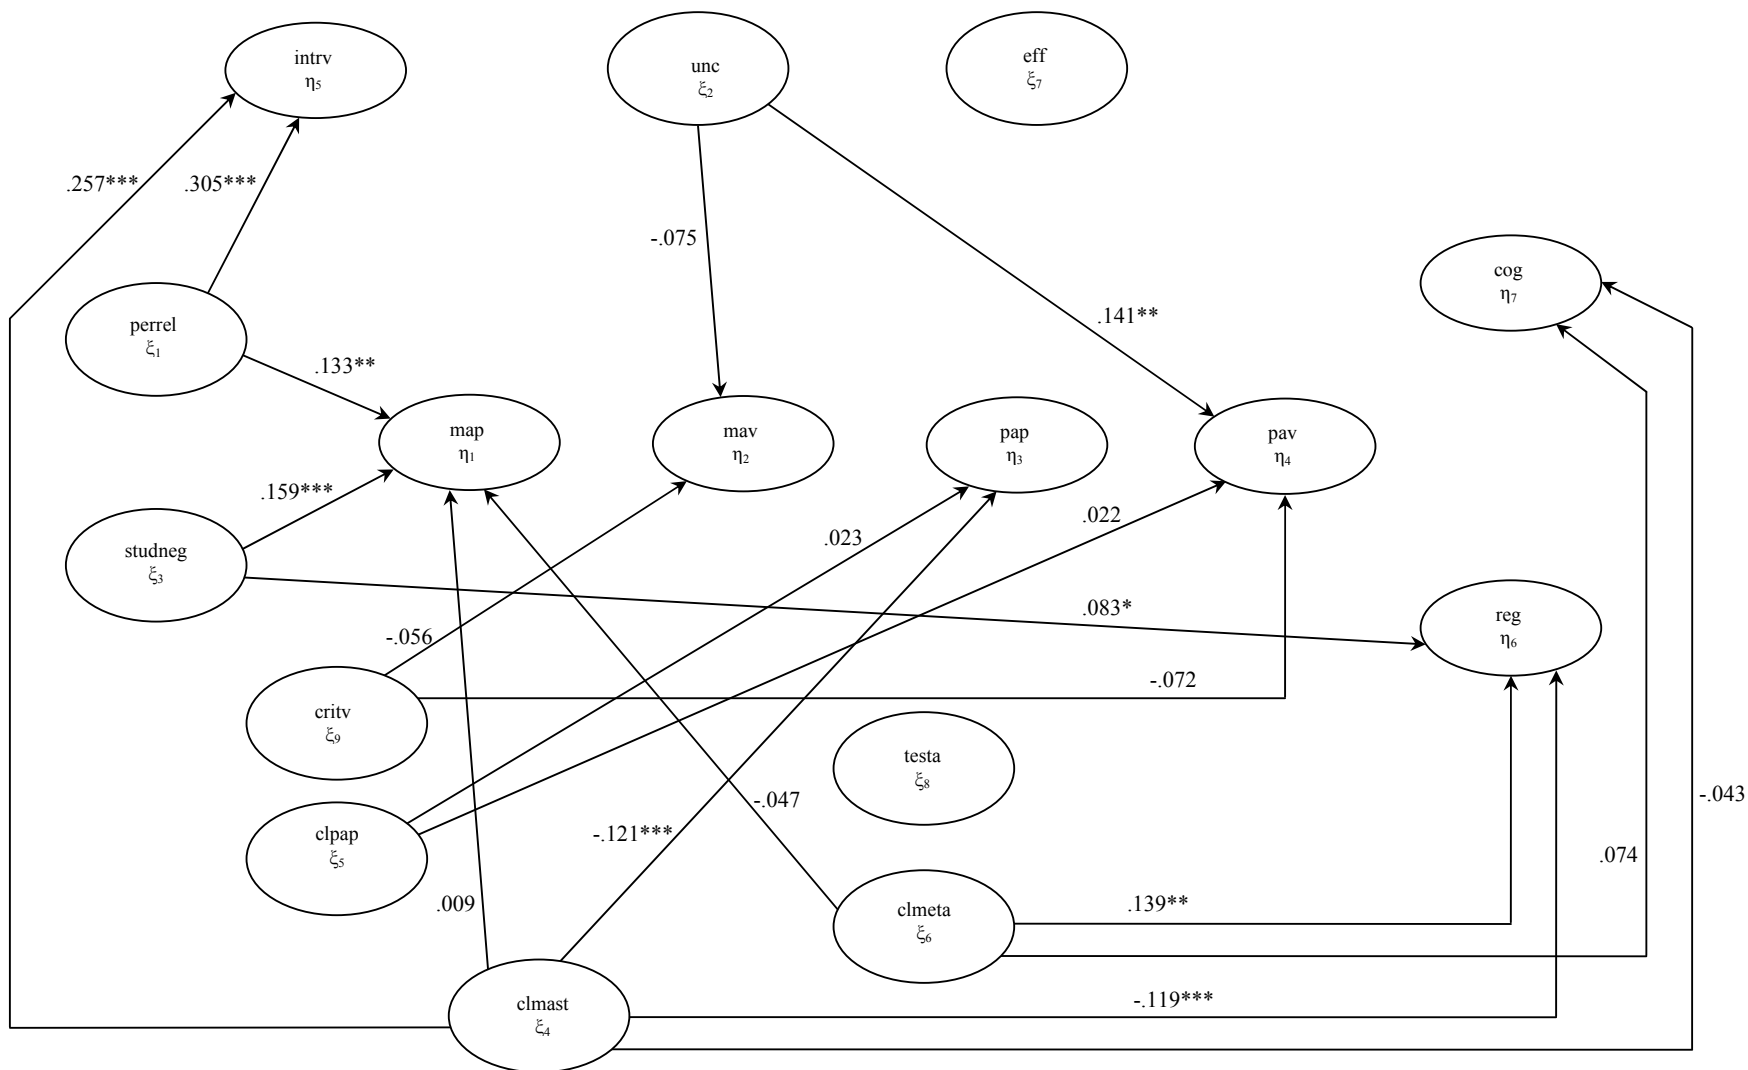 intrv
η5
unc
ξ2
eff
ξ7
.257***
.305***
-.075
cog
η7
perrel
ξ1
.141**
.133**
map
η1
mav
η2
pap
η3
pav
η4
.159***
.023
.022
studneg
ξ3
.083*
reg
η6
-.056
-.072
critv
ξ9
testa
ξ8
-.047
-.043
clpap
ξ5
-.121***
.074
.009
clmeta
ξ6
.139**
clmast
ξ4
-.119***